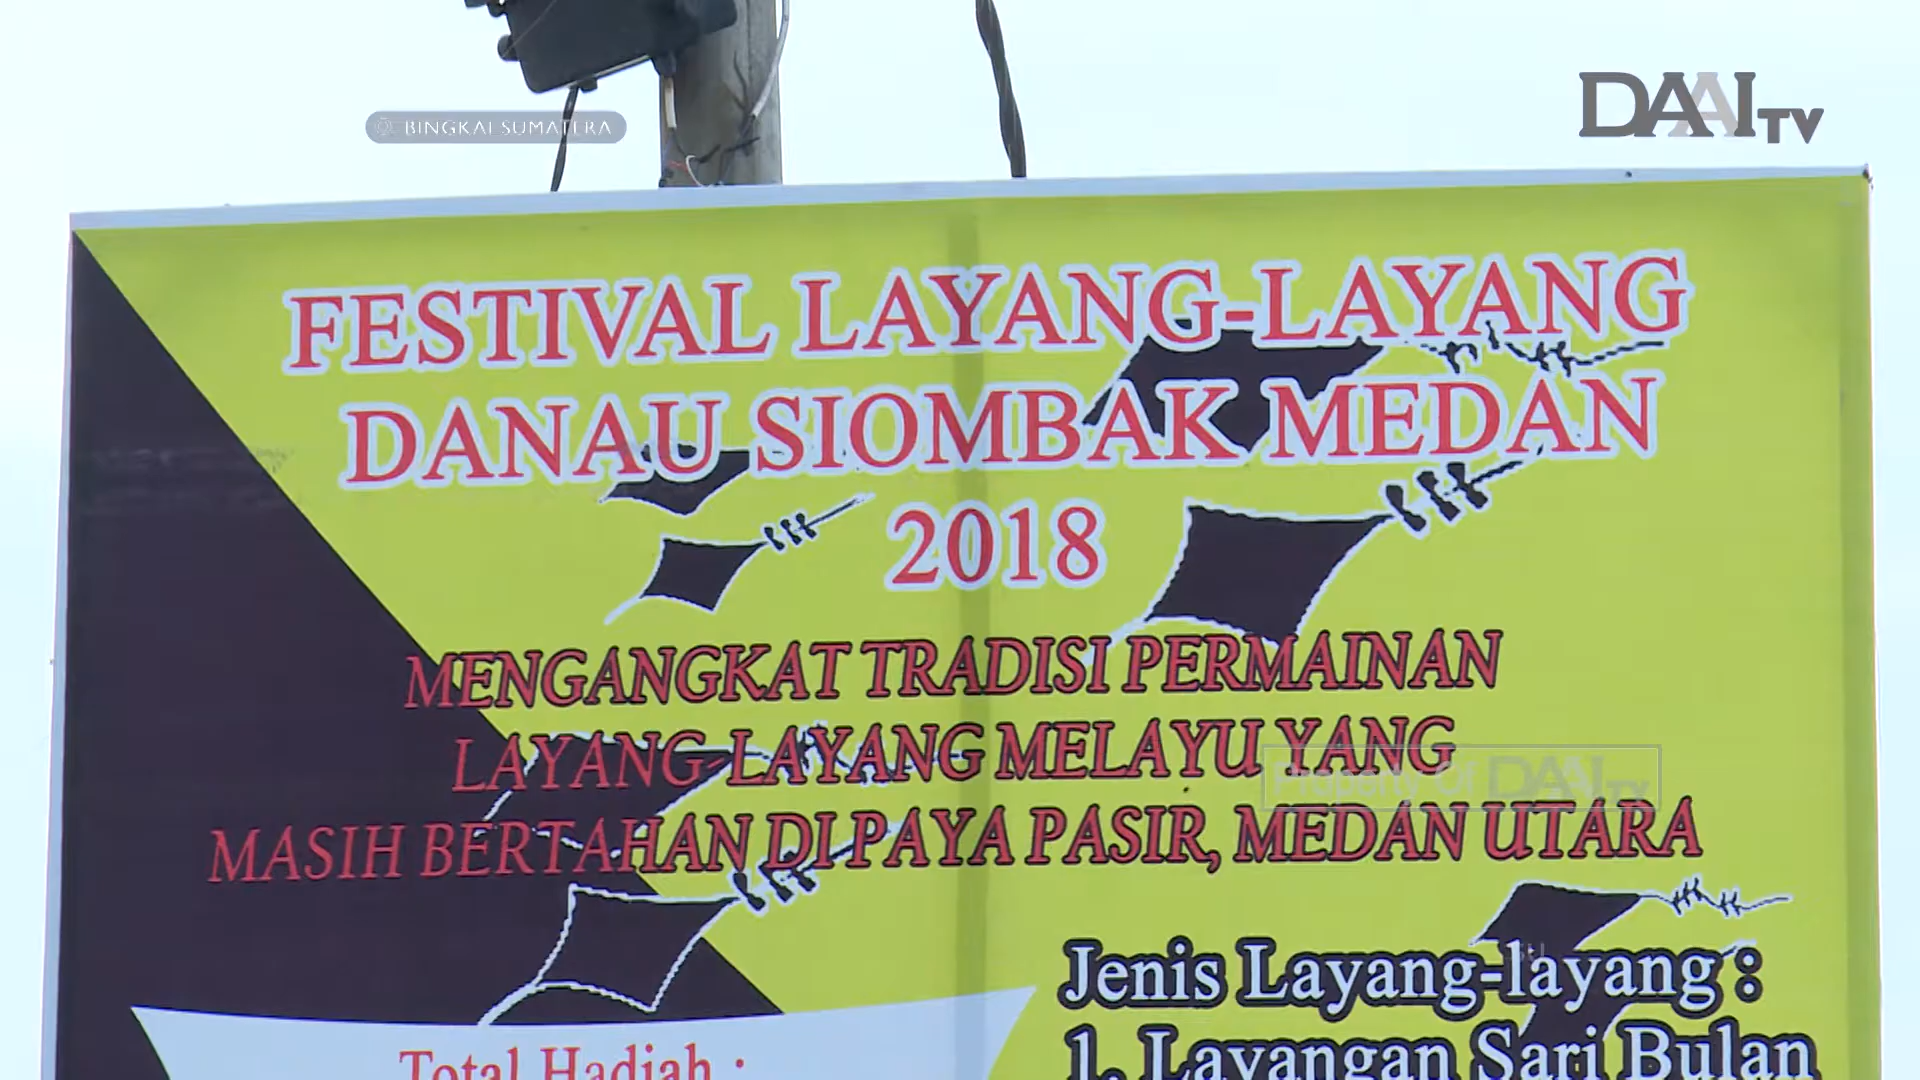 BINGKAI SUMATERA
DAAI TV
FESTIVAL LAYANG-LAYANG
DANAU SIOMBAK MEDAN
2018
MENGANGKAT TRADISI PERMAINAN
LAYANG-LAYANG MELAYU YANG
Property Of DAAI TV
MASIH BERTAHAN DI PAYA PASIR, MEDAN UTARA
Jenis Layang-layang :
Total Hadiah :
1. Layangan Sari Bulan